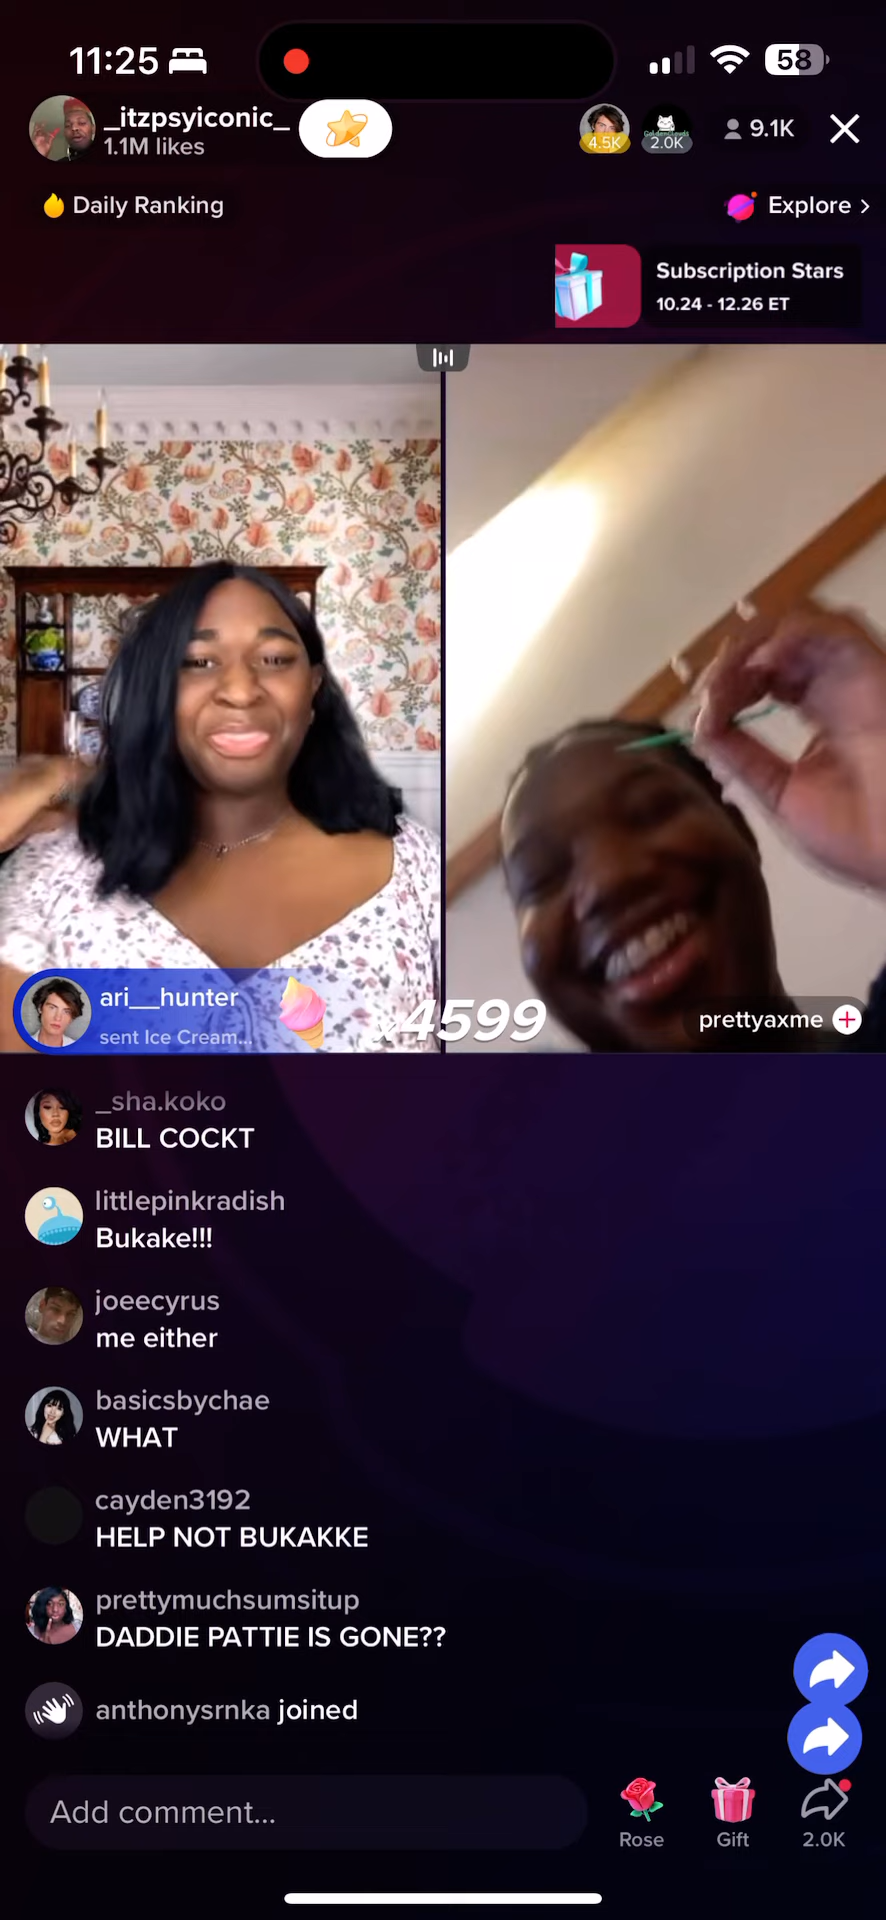 11:25
58
_itzpsyiconic_
1.1M likes
4.5K
2.0K
9.1K
Daily Ranking
Explore >
Subscription Stars
10.24 - 12.26 ET
ari__hunter
sent Ice Cream...
x4599
prettyaxme
_sha.koko
BILL COCKT
littlepinkradish
Bukake!!!
joeecyrus
me either
basicsbychae
WHAT
cayden3192
HELP NOT BUKAKKE
prettymuchsumsitup
DADDIE PATTIE IS GONE??
anthonysrnka joined
Add comment...
Rose
Gift
2.0K